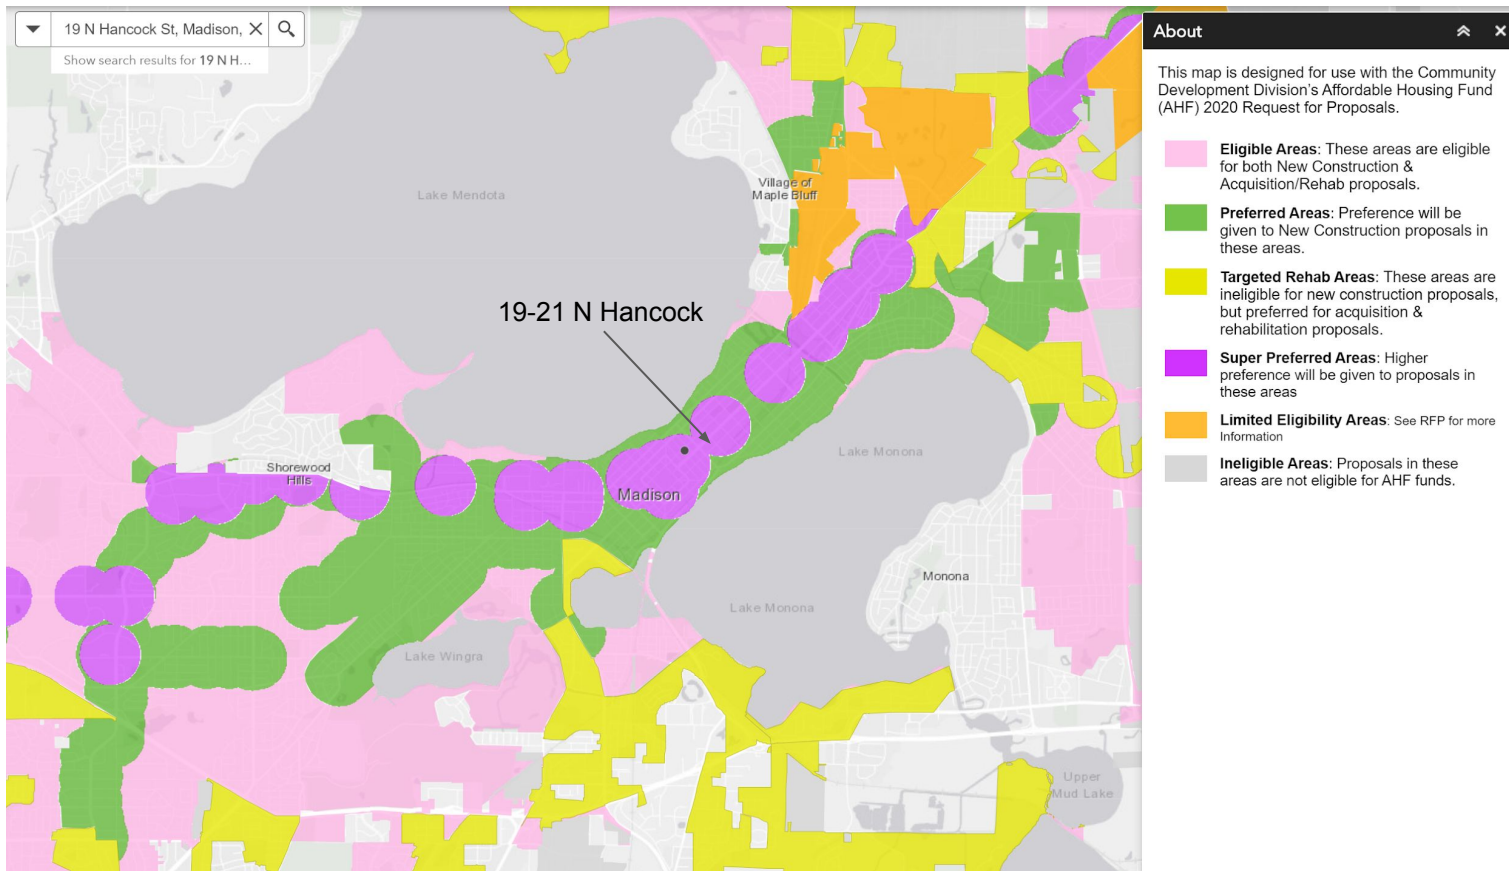 19 N Hancock St, Madison,
Show search results for 19 N H...
Lake Mendota
Village of
Maple Bluff
19-21 N Hancock
Lake Monona
Shorewood
Hills
Madison
Monona
Lake Monona
Lake Wingra
Upper
Mud Lake
About
This map is designed for use with the Community
Development Division's Affordable Housing Fund
(AHF) 2020 Request for Proposals.
Eligible Areas: These areas are eligible
for both New Construction &
Acquisition/Rehab proposals.
Preferred Areas: Preference will be
given to New Construction proposals in
these areas.
Targeted Rehab Areas: These areas are
ineligible for new construction proposals,
but preferred for acquisition &
rehabilitation proposals.
Super Preferred Areas: Higher
preference will be given to proposals in
these areas
Limited Eligibility Areas: See RFP for more
Information
Ineligible Areas: Proposals in these
areas are not eligible for AHF funds.